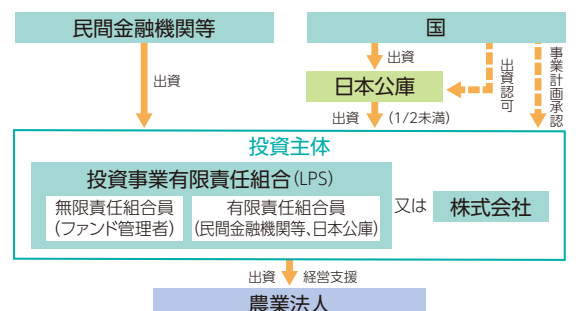 民間金融機関等
国
出資
出資
日本公庫
出資認可
事業計画承認
出資 (1/2未満)
投資主体
投資事業有限責任組合(LPS)
無限責任組合員
(ファンド管理者)
有限責任組合員
(民間金融機関等、日本公庫)
又は
株式会社
出資 経営支援
農業法人